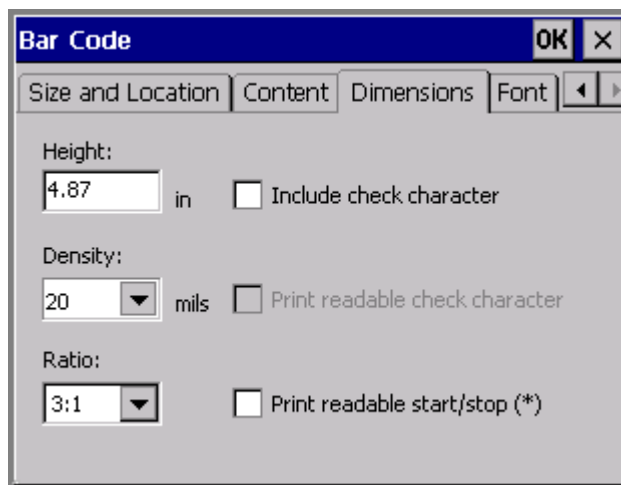 Bar Code OK ×
Size and Location Content Dimensions Font
Height:
4.87 in Include check character
Density:
20 mils Print readable check character
Ratio:
3:1 Print readable start/stop (*)